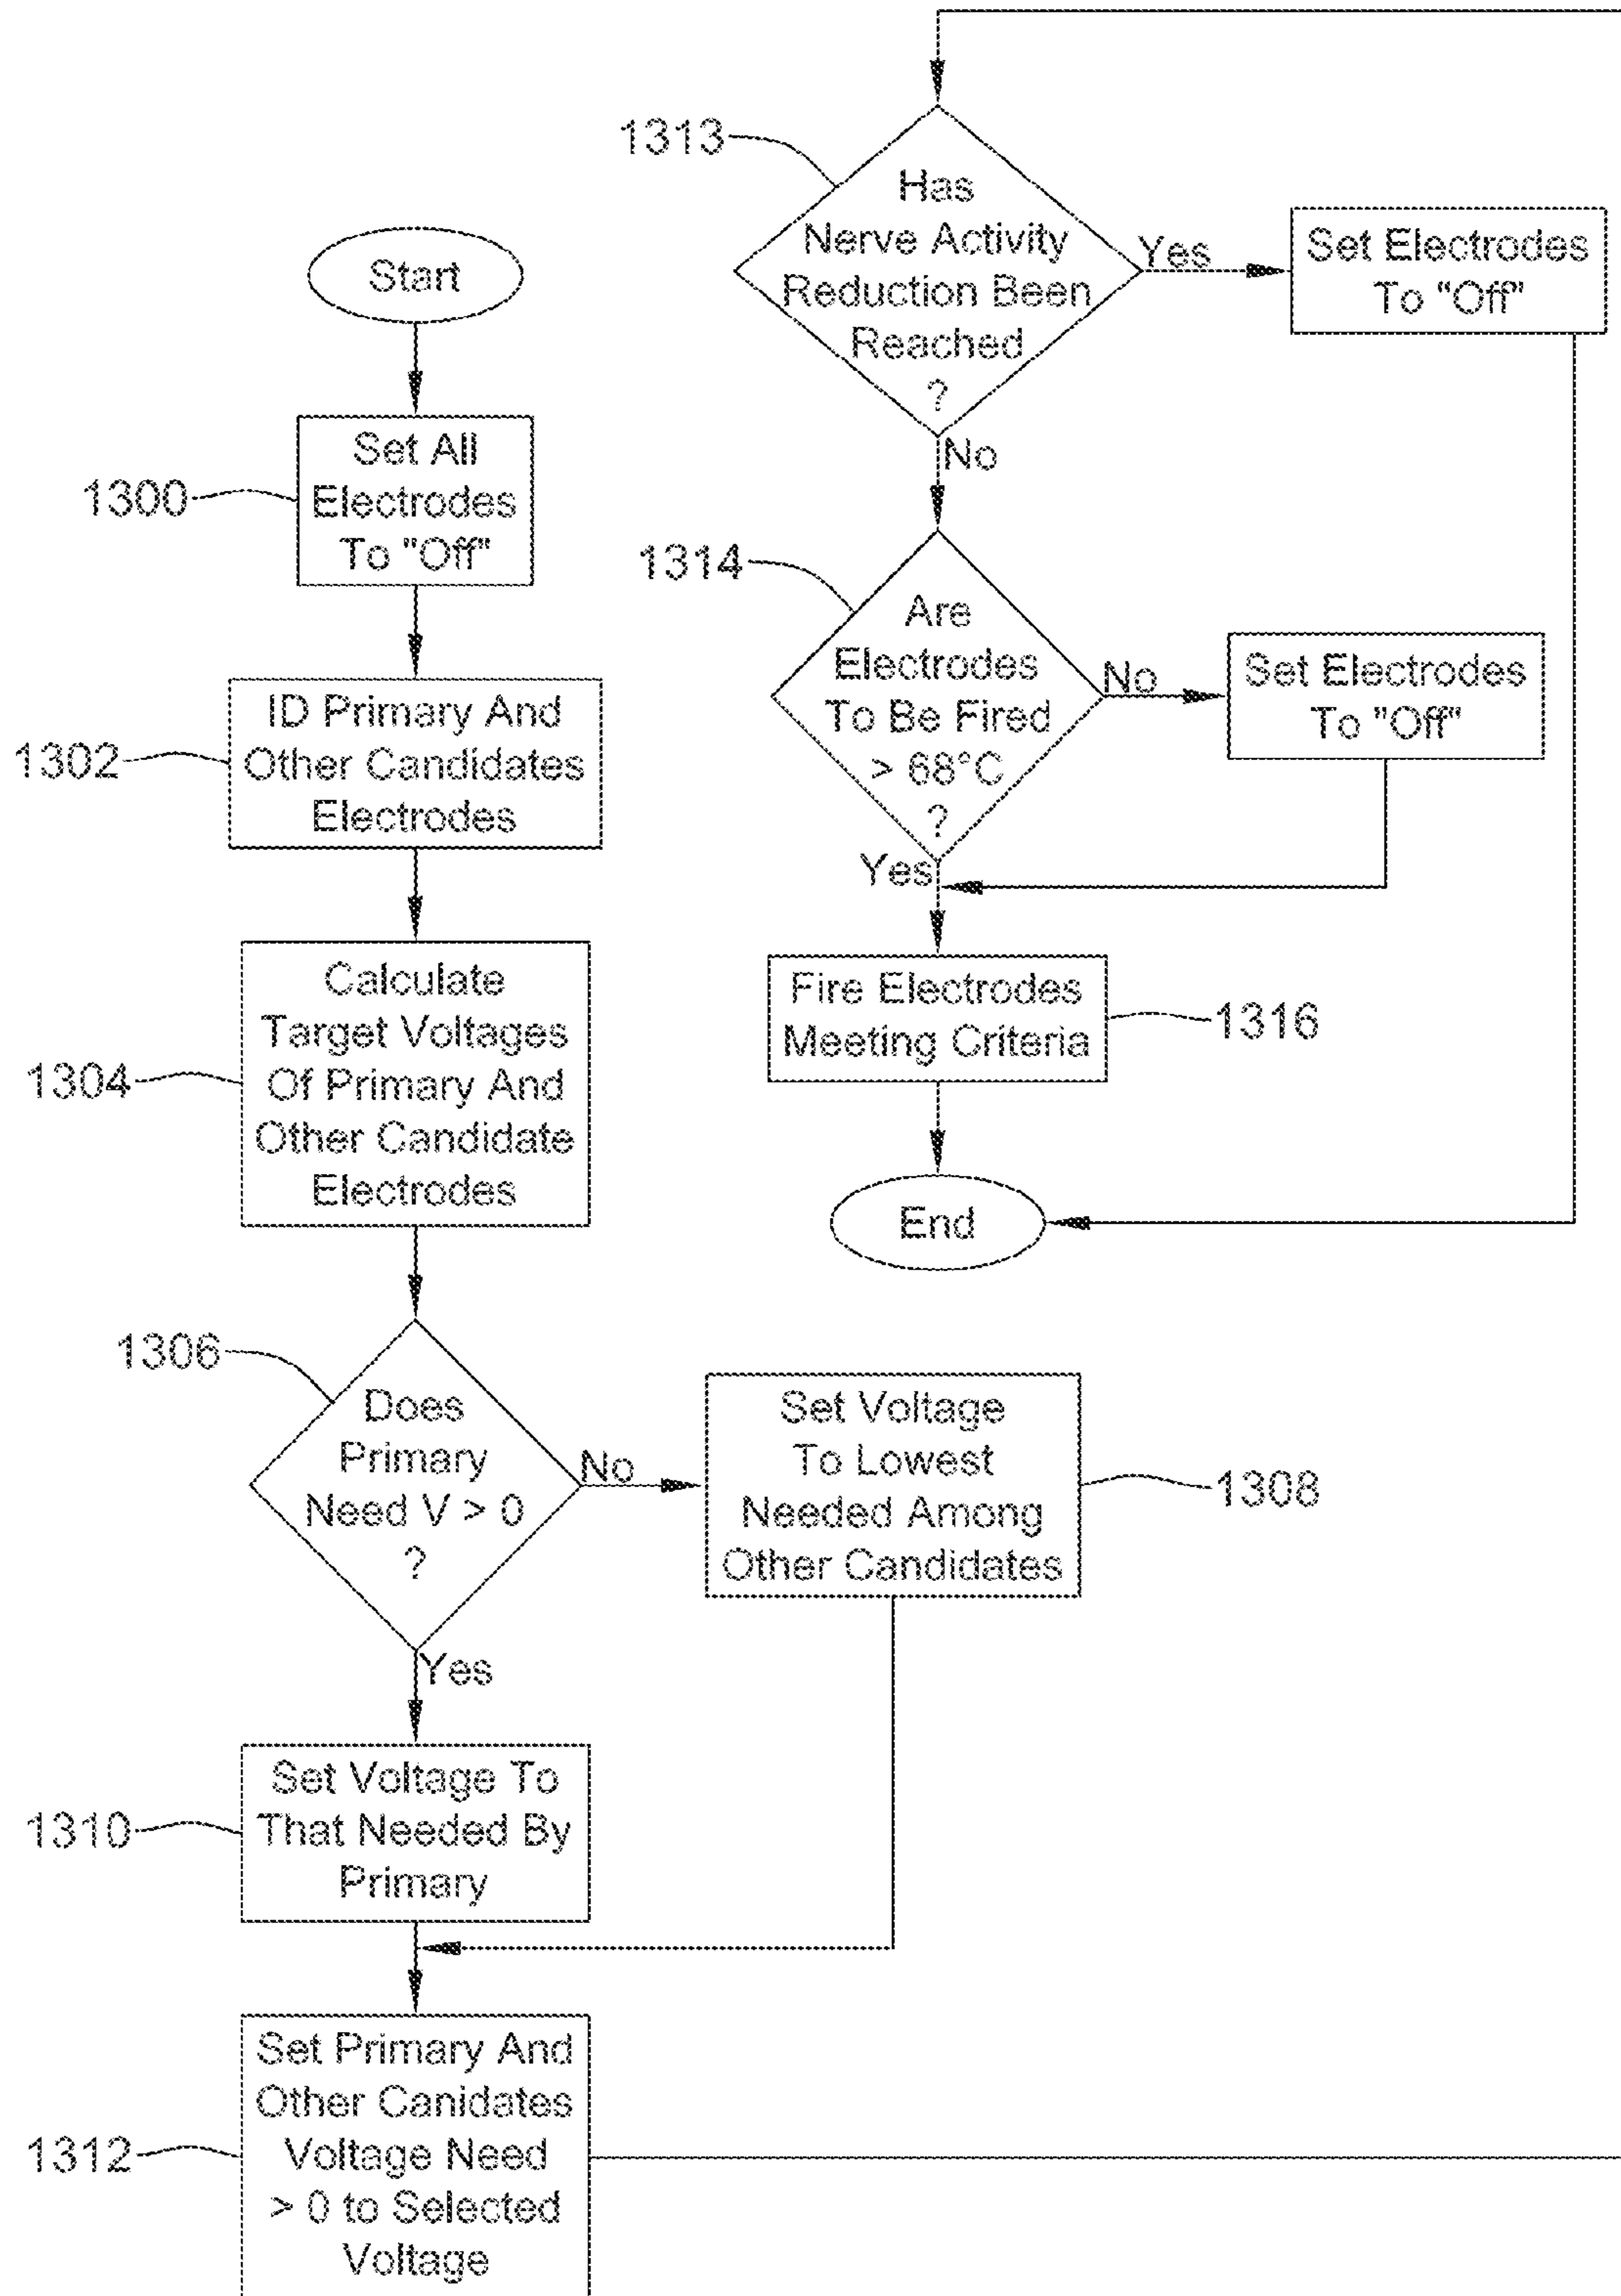 Start
1300
Set All
Electrodes
To "Off"
1302
ID Primary And
Other Candidates
Electrodes
1304
Calculate
Target Voltages
Of Primary And
Other Candidate
Electrodes
1306
Does
Primary
Need V > 0
?
No
Set Voltage
To Lowest
Needed Among
Other Candidates
1308
Yes
1310
Set Voltage To
That Needed By
Primary
1312
Set Primary And
Other Canidates
Voltage Need
> 0 to Selected
Voltage
1313
Has
Nerve Activity
Reduction Been
Reached
?
Yes
Set Electrodes
To "Off"
No
1314
Are
Electrodes
To Be Fired
> 68°C
?
No
Set Electrodes
To "Off"
Yes
Fire Electrodes
Meeting Criteria
1316
End